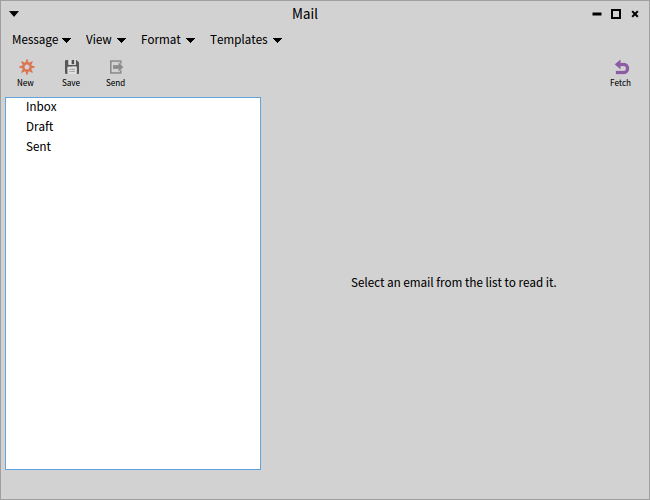 Mail
Message View Format Templates
New Save Send Fetch
Inbox
Draft
Sent
Select an email from the list to read it.